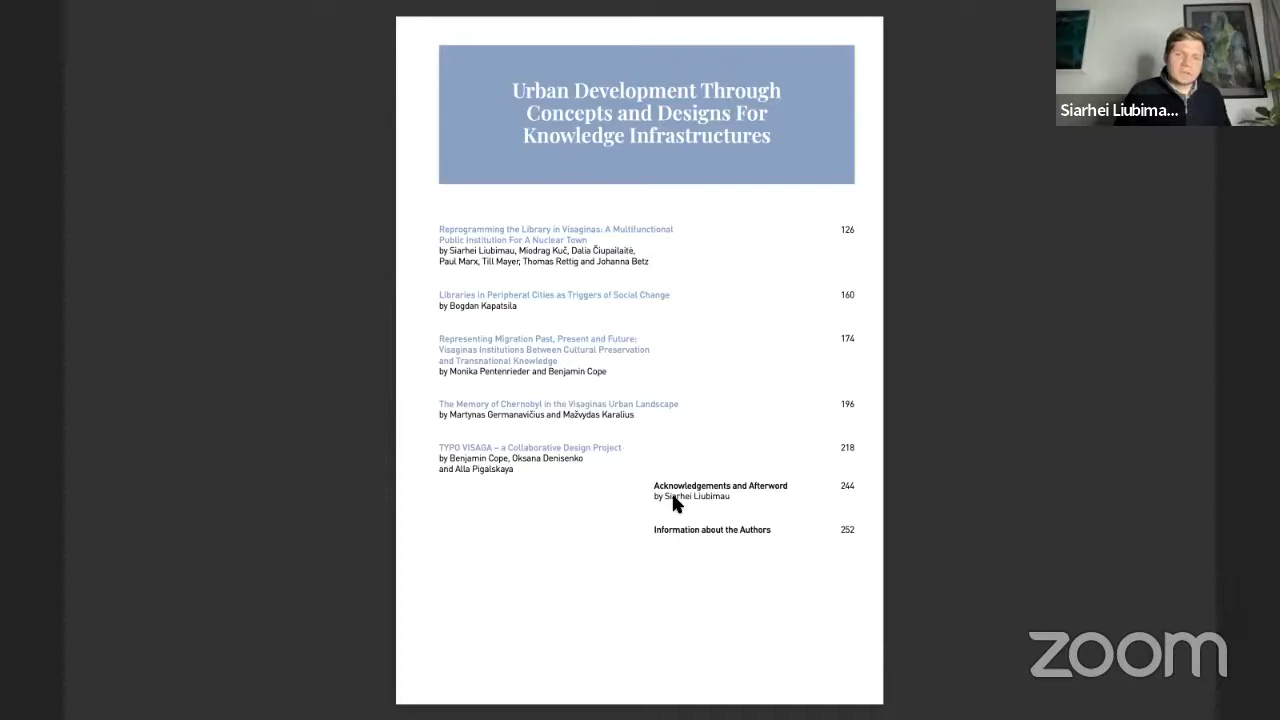 Urban Development Through
Concepts and Designs For
Knowledge Infrastructures
Reprogramming the Library in Visaginas: A Multifunctional
Public Institution For A Nuclear Town
126
by Siarhei Liubimau, Miodrag Kuč, Dalia Čiupailaitė,
Paul Marx, Till Mayer, Thomas Rettig and Johanna Betz
Libraries in Peripheral Cities as Triggers of Social Change
160
by Bogdan Kapatsila
Representing Migration Past, Present and Future:
174
Visaginas Institutions Between Cultural Preservation
and Transnational Knowledge
by Monika Pentenrieder and Benjamin Cope
The Memory of Chernobyl in the Visaginas Urban Landscape
196
by Martynas Germanavičius and Mažvydas Karalius
TYPO VISAGA – a Collaborative Design Project
218
by Benjamin Cope, Oksana Denisenko
and Alla Pigalskaya
Acknowledgements and Afterword
244
by Siarhei Liubimau
Information about the Authors
252
Siarhei Liubima...
zoom